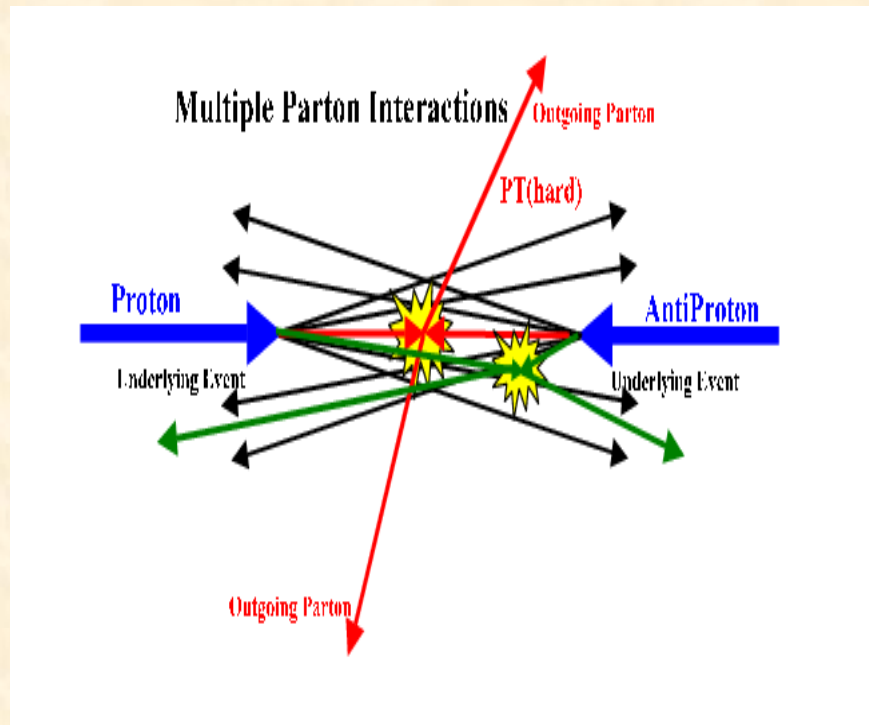 Multiple Parton Interactions
Outgoing Parton
PT(hard)
Proton
AntiProton
Underlying Event
Underlying Event
Outgoing Parton